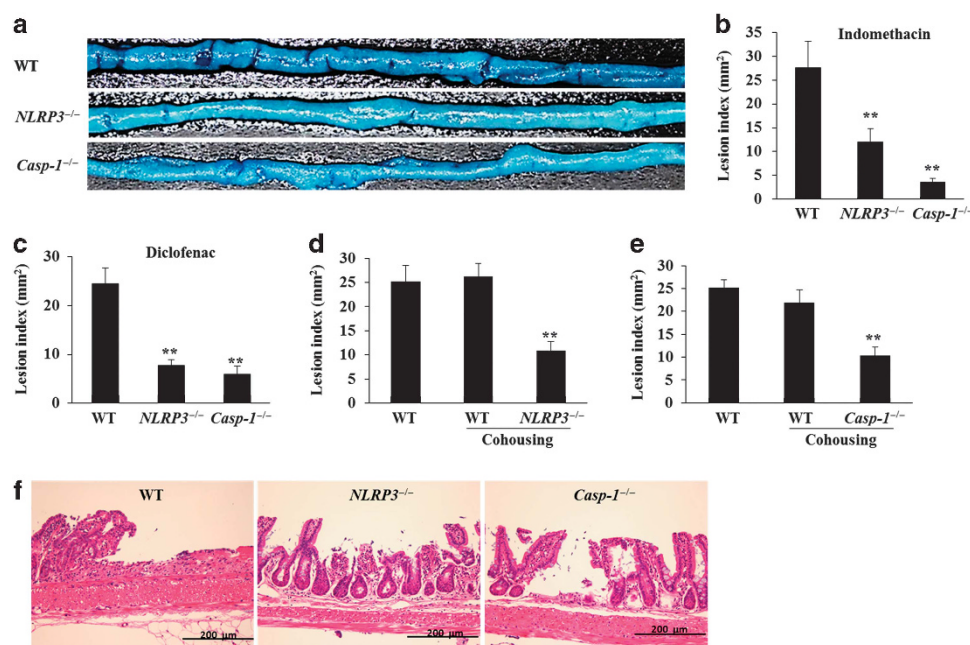 a
WT
NLRP3⁻/⁻
Casp-1⁻/⁻
b
Indomethacin
Lesion index (mm²)
35
30
25
20
15
10
5
0
**
**
WT NLRP3⁻/⁻ Casp-1⁻/⁻
c
Diclofenac
Lesion index (mm²)
30
20
10
0
**
**
WT NLRP3⁻/⁻ Casp-1⁻/⁻
d
Lesion index (mm²)
30
25
20
15
10
5
0
**
WT WT NLRP3⁻/⁻
Cohousing
e
Lesion index (mm²)
30
25
20
15
10
5
0
**
WT WT Casp-1⁻/⁻
Cohousing
f
WT
NLRP3⁻/⁻
Casp-1⁻/⁻
200 μm
200 μm
200 μm